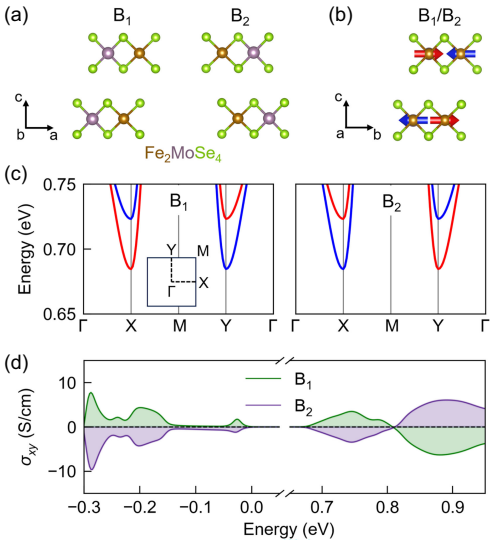 (a) B₁ B₂ (b) B₁/B₂
c
b a
c
a b
Fe₂MoSe₄
(c) 0.75
B₁ B₂
Y M
Γ X
Energy (eV)
0.70
0.65
Γ X M Y Γ Γ X M Y Γ
(d)
10
0
−10
σxy (S/cm)
B₁
B₂
−0.3 −0.2 −0.1 0.0 0.7 0.8 0.9
Energy (eV)